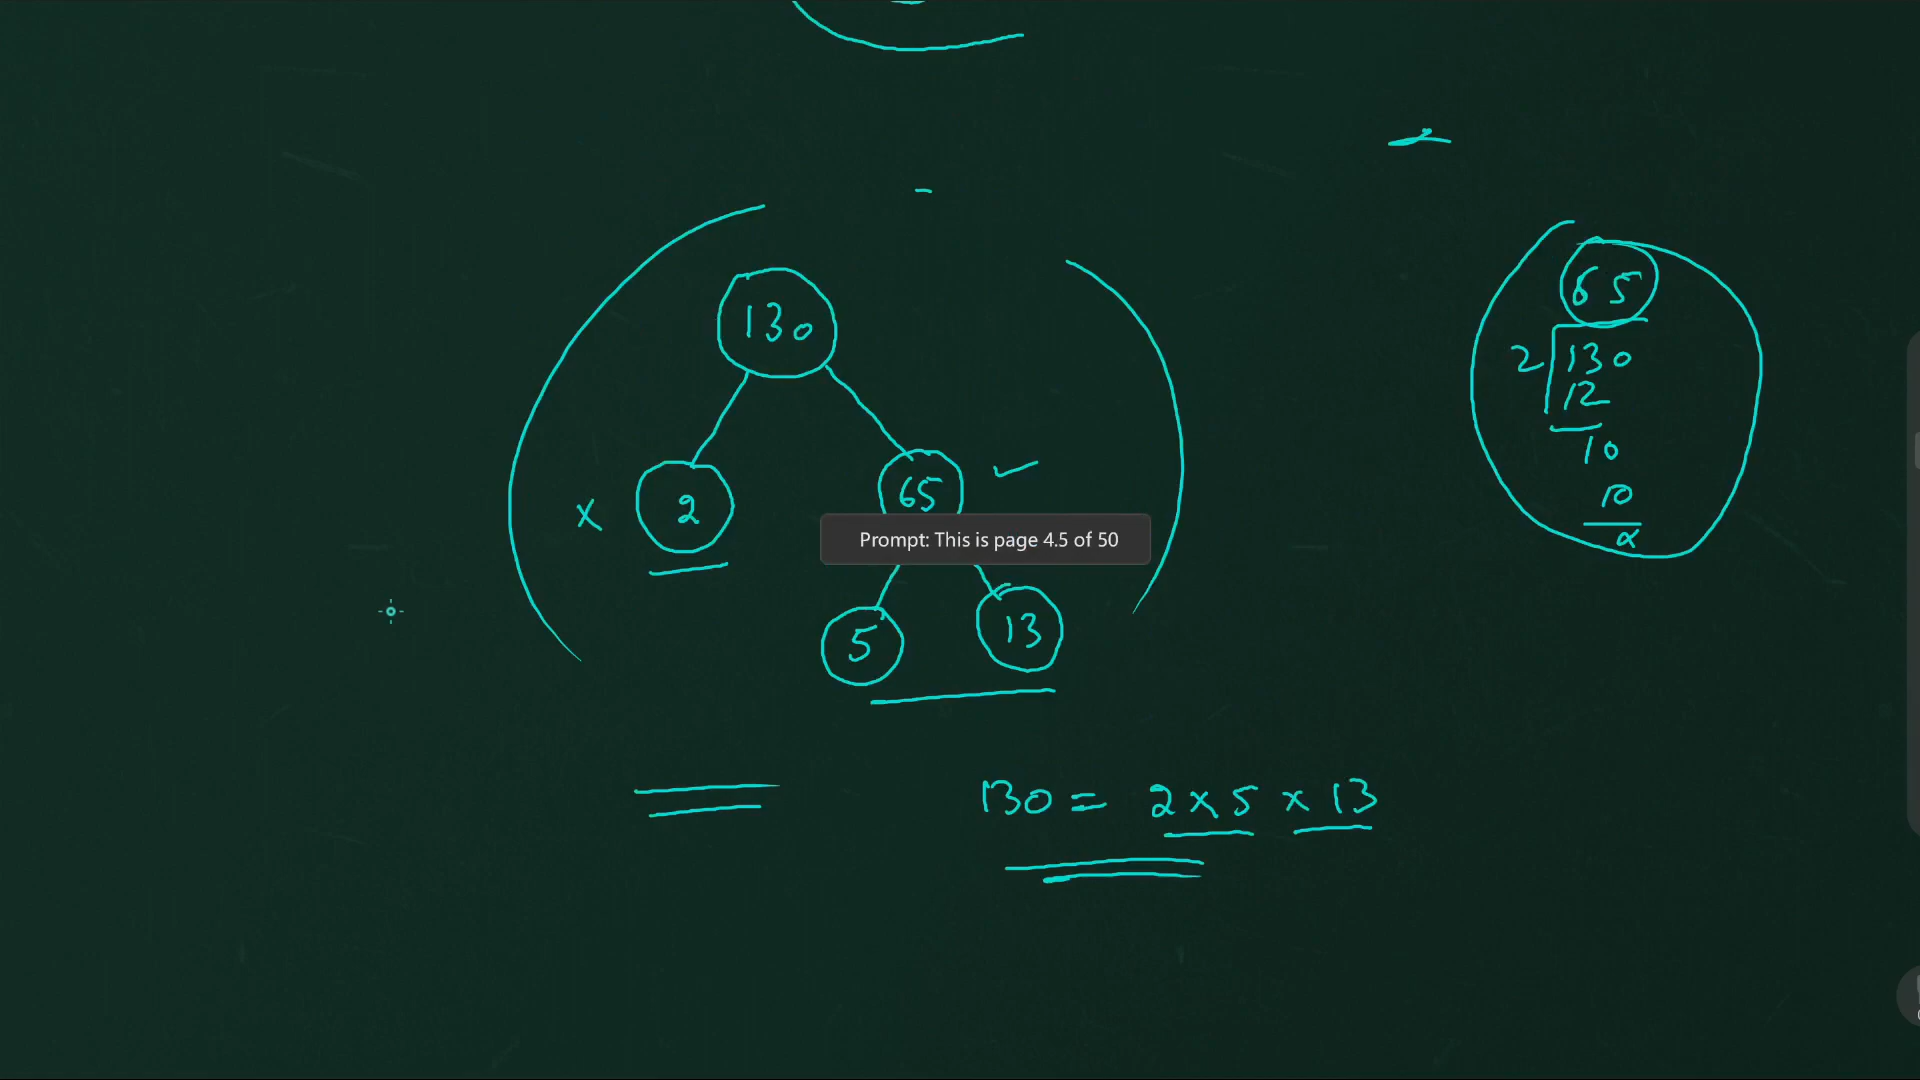 130
x 2 65 ✓
Prompt: This is page 4.5 of 50
5 13
130 = 2 x 5 x 13
65
2 130
12
10
10
α